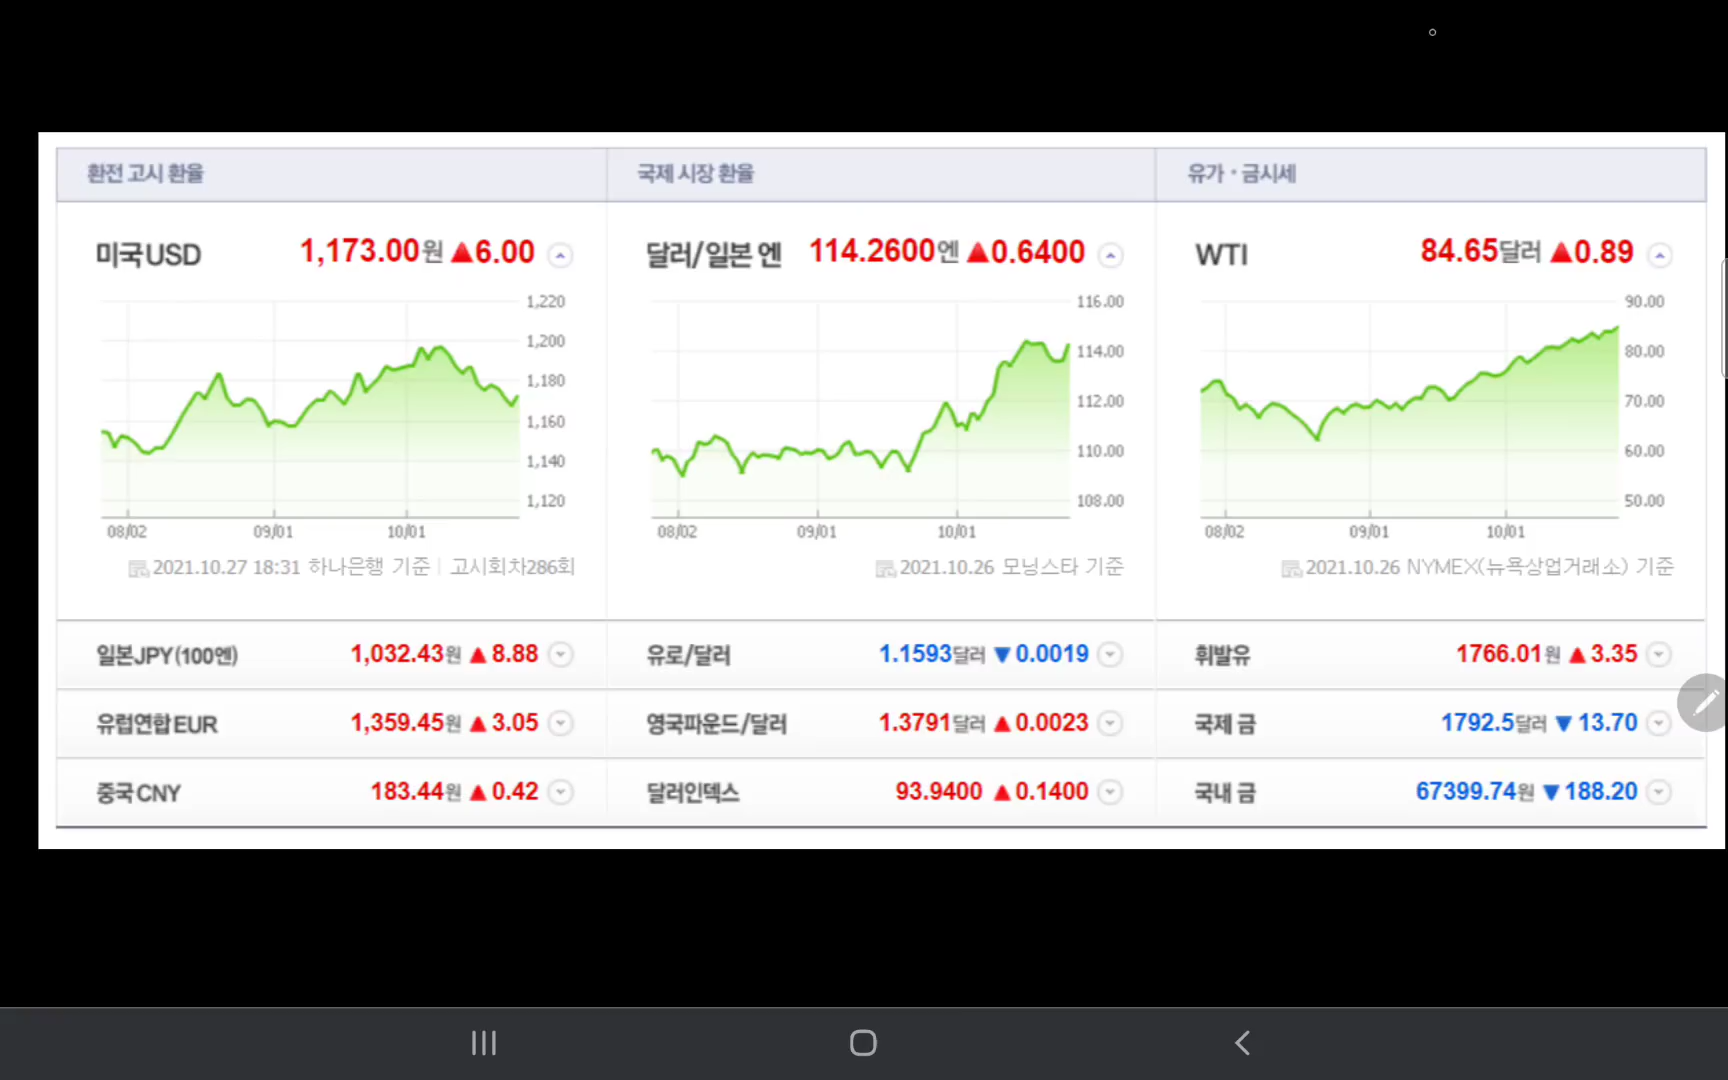 환전 고시 환율
미국 USD 1,173.00원 ▲6.00
1,220
1,200
1,180
1,160
1,140
1,120
08/02 09/01 10/01
2021.10.27 18:31 하나은행 기준 고시회차286회
일본JPY(100엔) 1,032.43원 ▲8.88
유럽연합 EUR 1,359.45원 ▲3.05
중국 CNY 183.44원 ▲0.42
국제 시장 환율
달러/일본 엔 114.2600엔 ▲0.6400
116.00
114.00
112.00
110.00
108.00
08/02 09/01 10/01
2021.10.26 모닝스타 기준
유로/달러 1.1593달러 ▼0.0019
영국파운드/달러 1.3791달러 ▲0.0023
달러인덱스 93.9400 ▲0.1400
유가·금시세
WTI 84.65달러 ▲0.89
90.00
80.00
70.00
60.00
50.00
08/02 09/01 10/01
2021.10.26 NYMEX(뉴욕상업거래소) 기준
휘발유 1766.01원 ▲3.35
국제 금 1792.5달러 ▼13.70
국내 금 67399.74원 ▼188.20